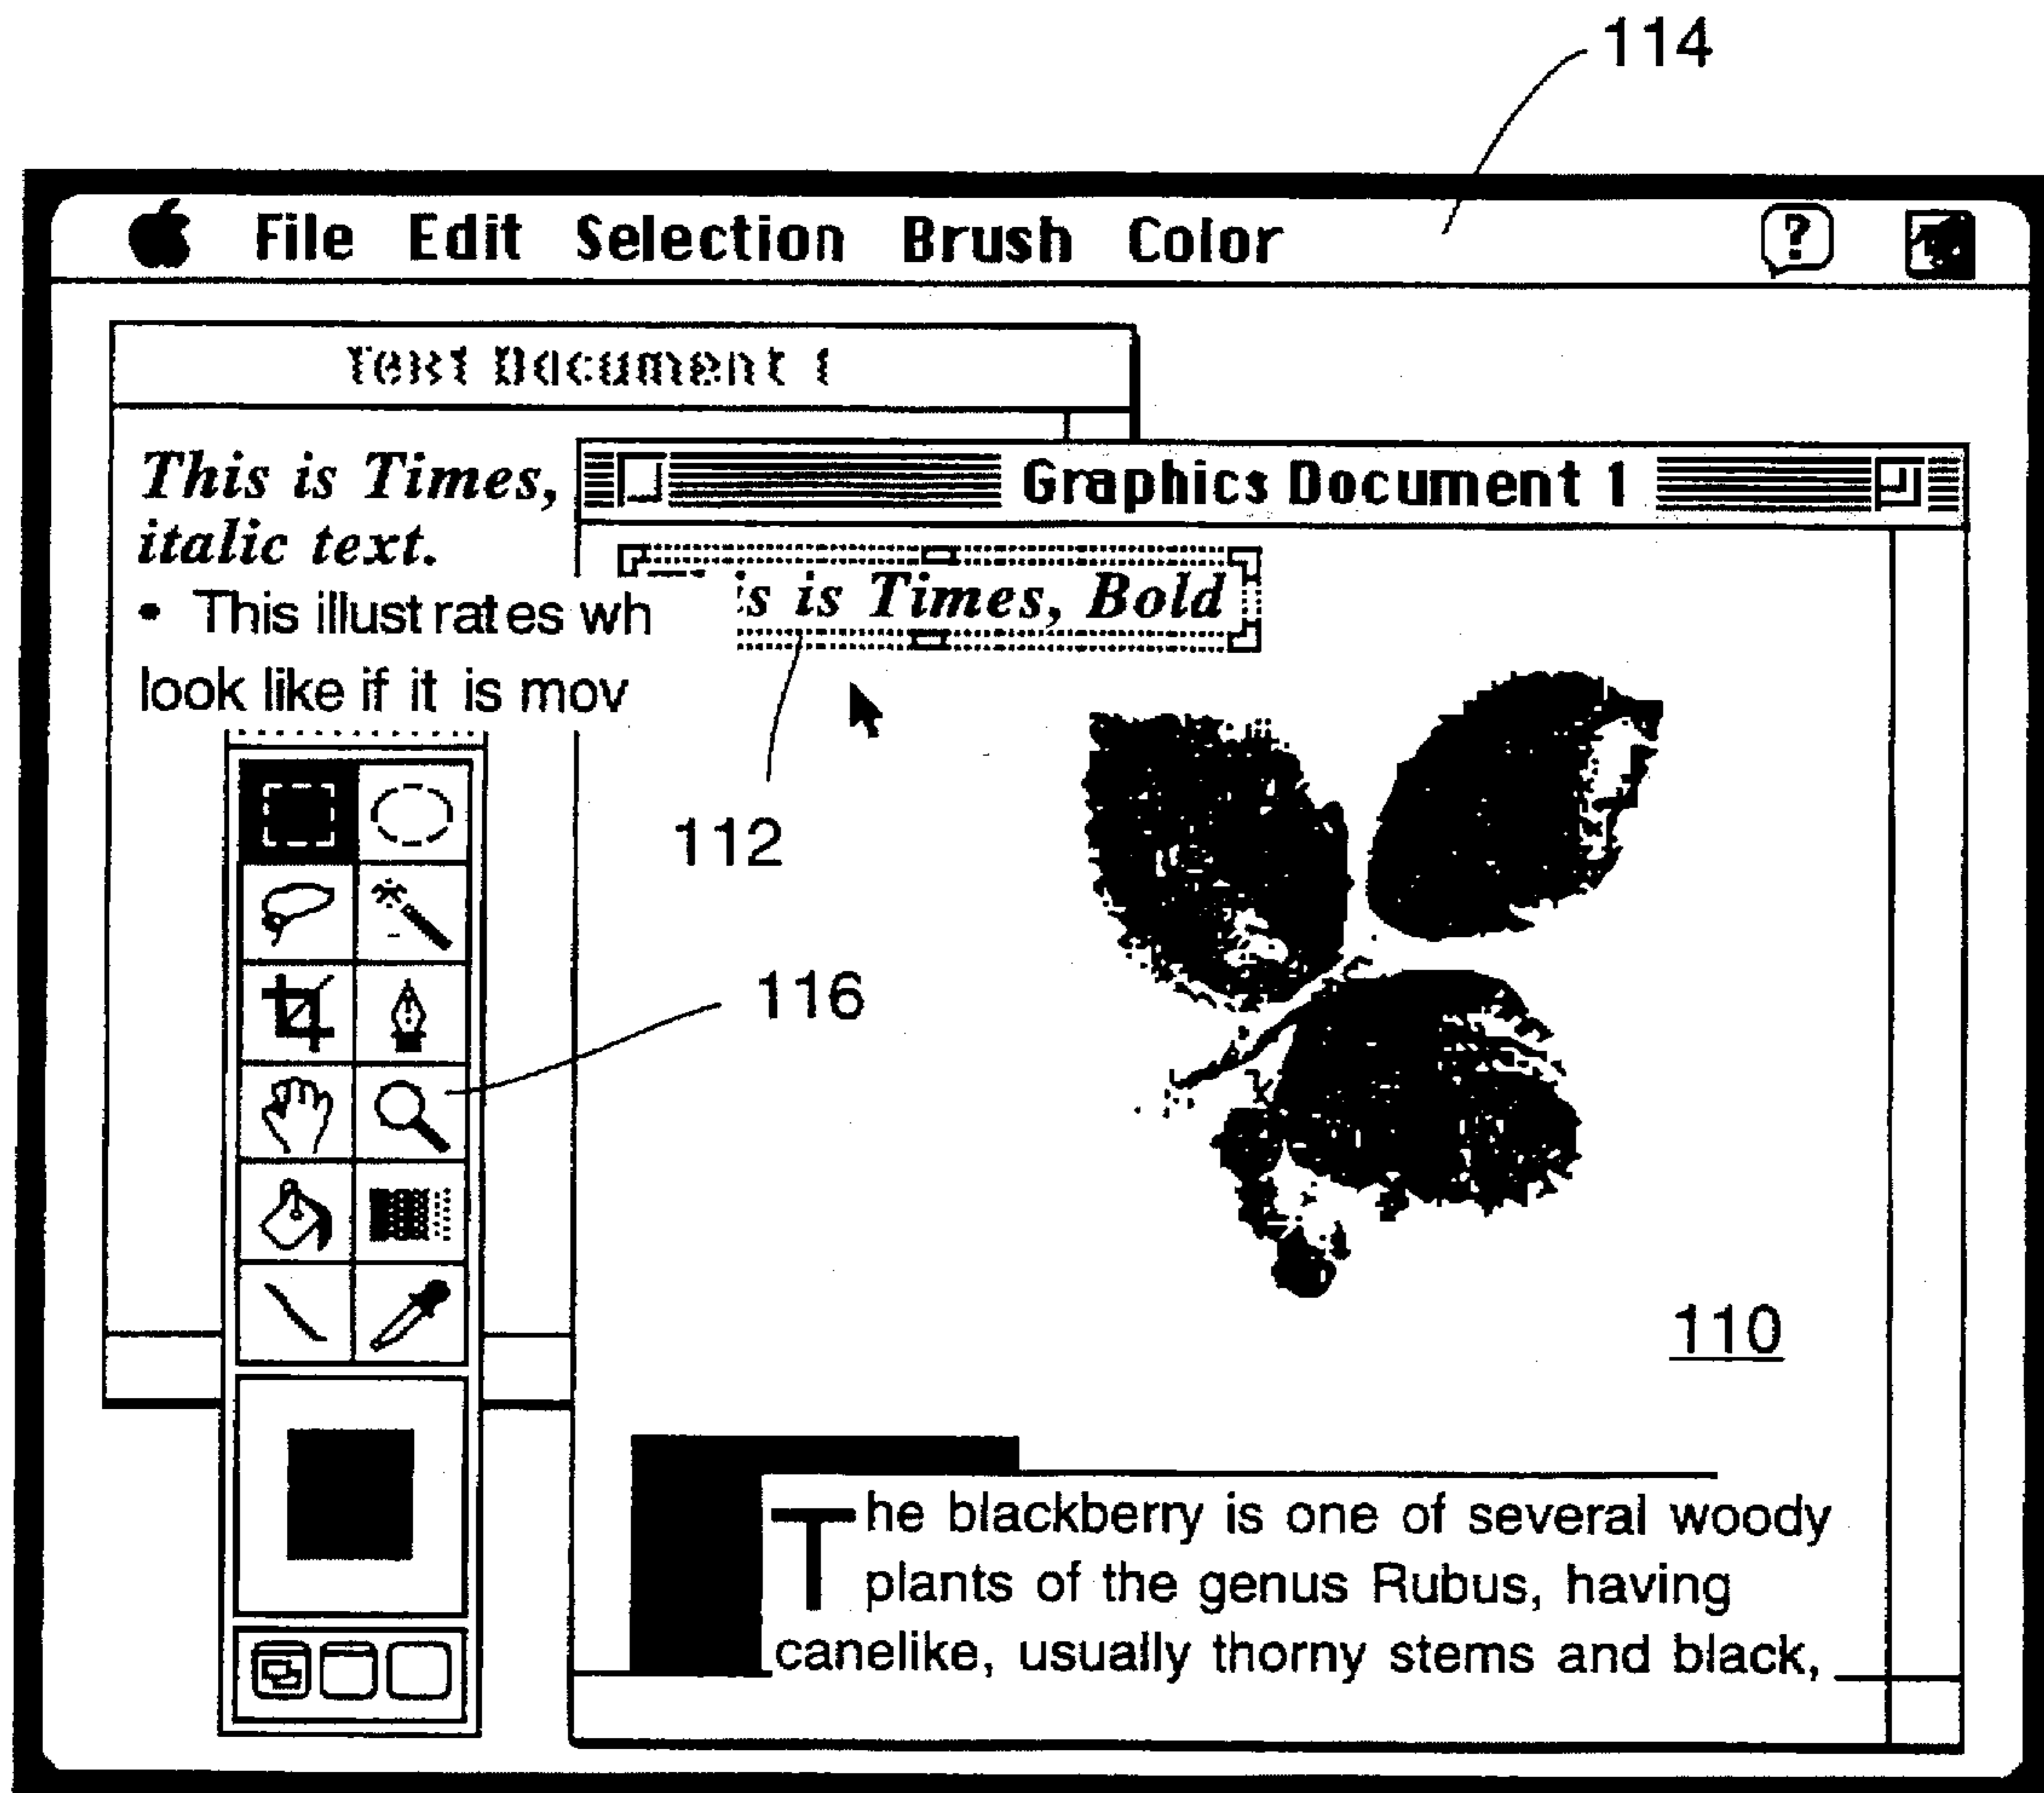 114
File Edit Selection Brush Color ?
Text Document 1
This is Times,
italic text.
• This illustrates wh
look like if it is mov
Graphics Document 1
s is Times, Bold
112
116
110
The blackberry is one of several woody
plants of the genus Rubus, having
canelike, usually thorny stems and black,